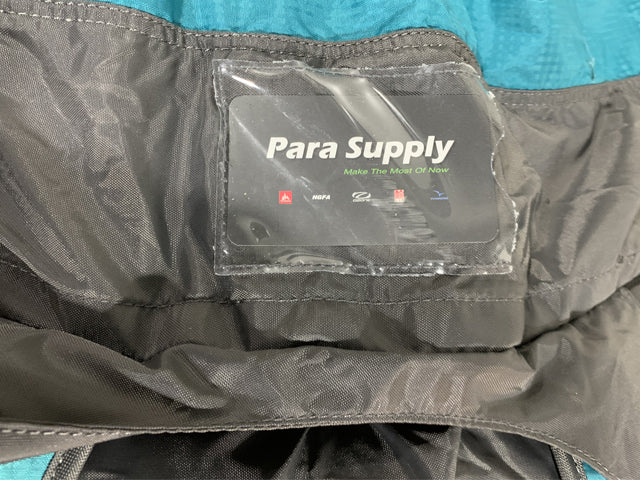 Para Supply
Make The Most Of Now
HGFA